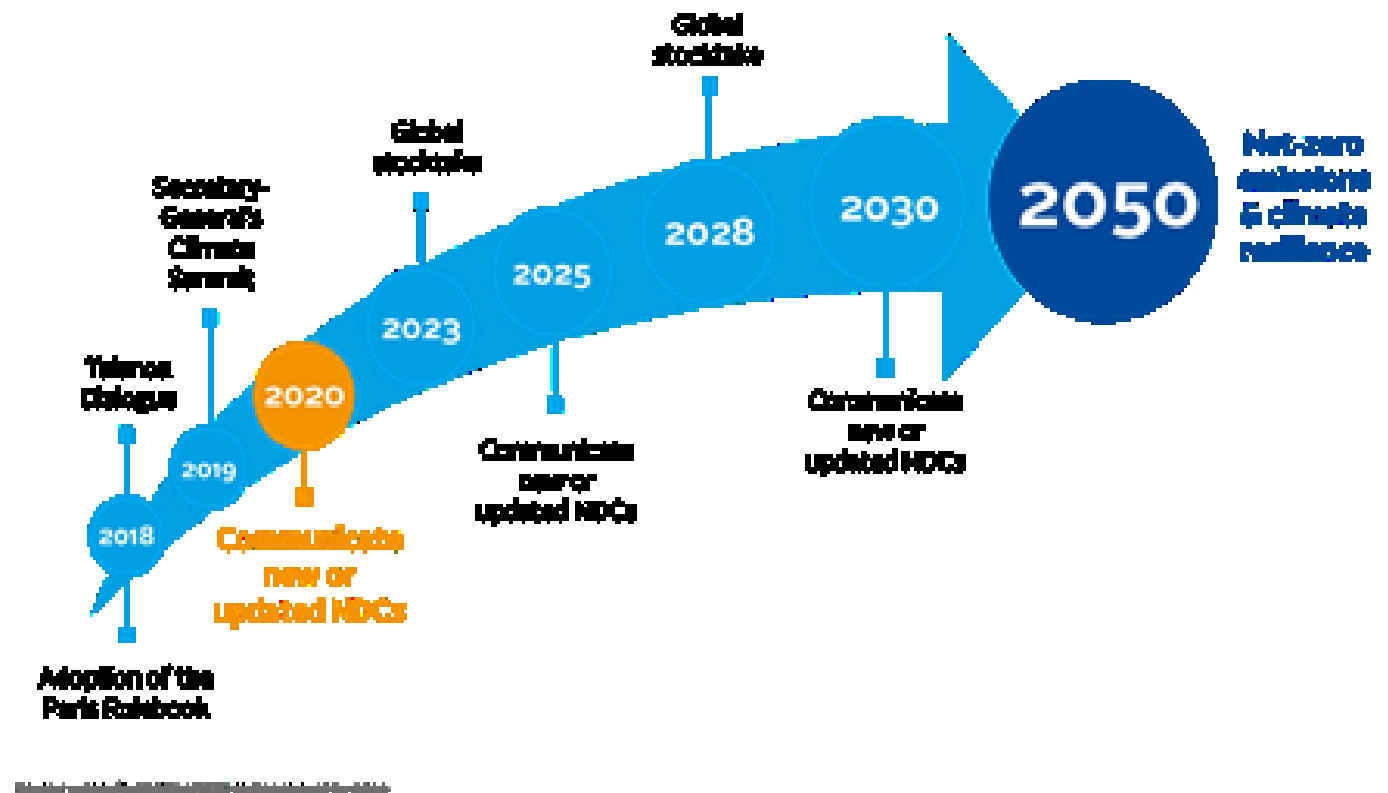 Global
stocktake
Global
stocktake
Secretary-
General's
Climate
Summit
Talanoa
Dialogue
2018
2019
2020
2023
2025
2028
2030
2050
Net-zero
emissions
& climate
resilience
Communicate
new or
updated NDCs
Communicate
new or
updated NDCs
Communicate
new or
updated NDCs
Adoption of the
Paris Rulebook